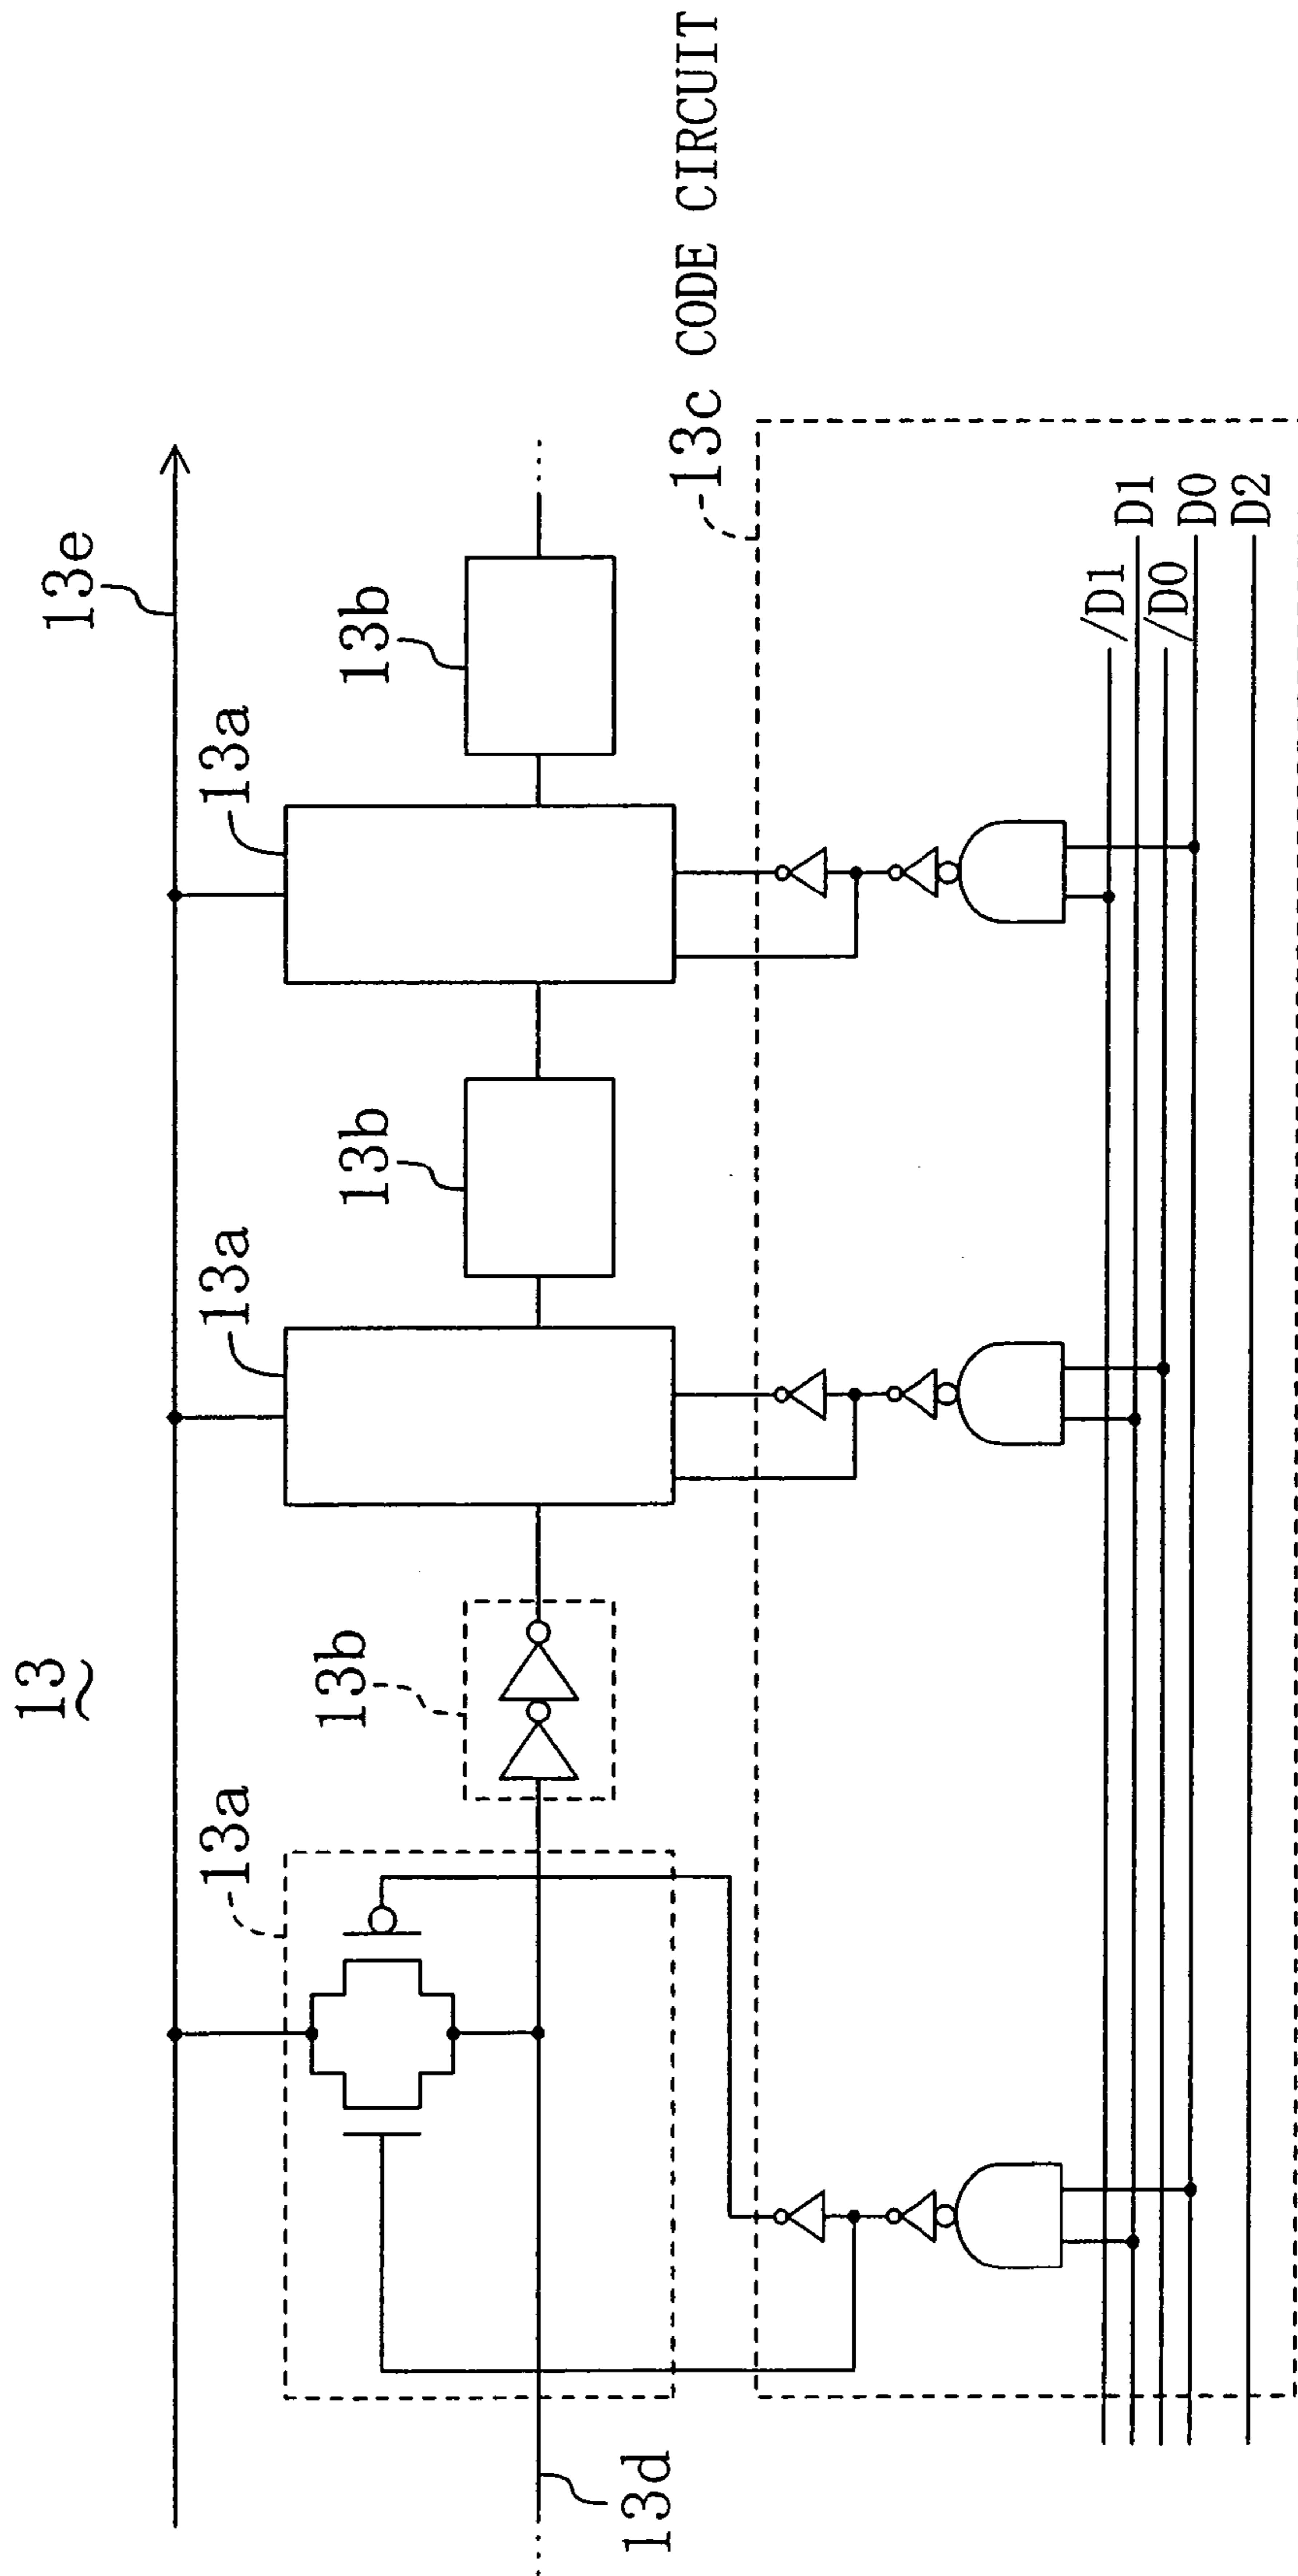 13
13e
13a
13b
13a
13b
13a
13b
13d
13c CODE CIRCUIT
/D1
D1
/D0
D0
D2